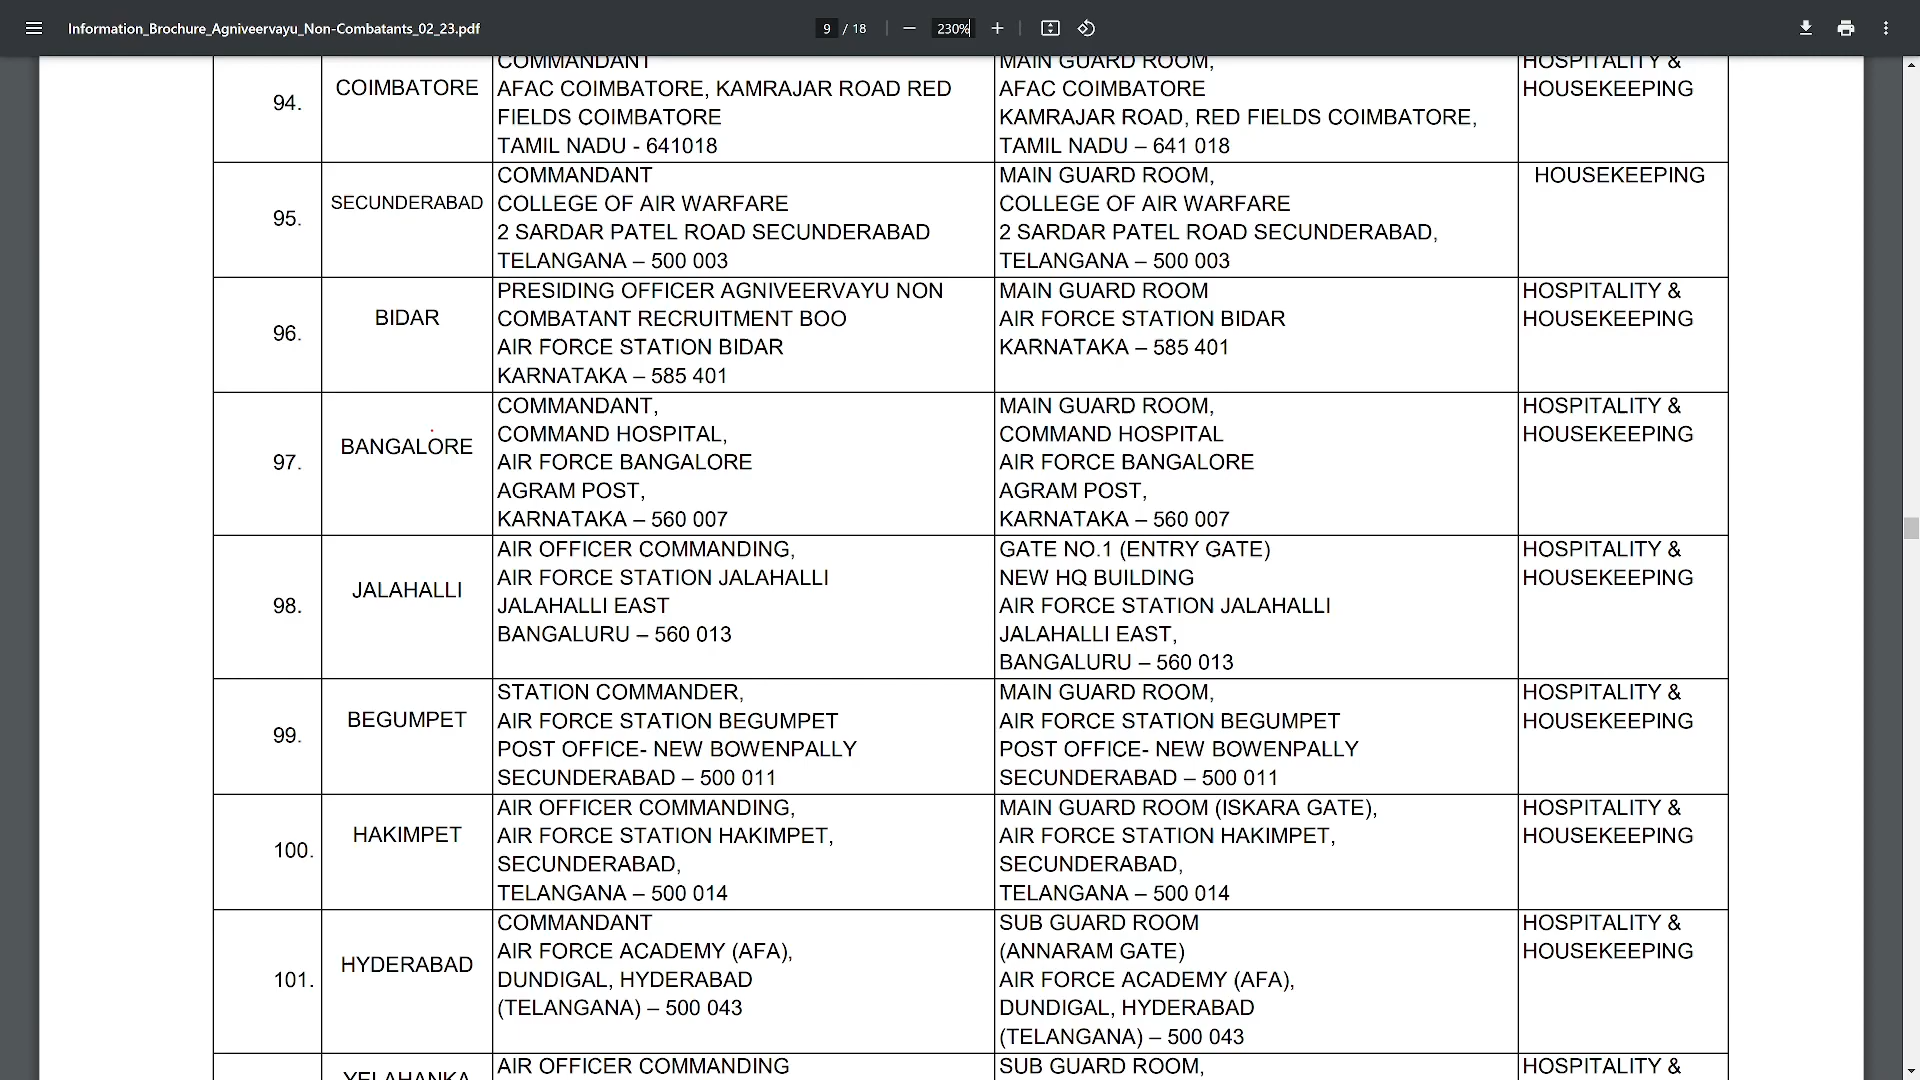 Information_Brochure_Agniveervayu_Non-Combatants_02_23.pdf
9 / 18
230%
94.
COIMBATORE
COMMANDANT
AFAC COIMBATORE, KAMRAJAR ROAD RED
FIELDS COIMBATORE
TAMIL NADU - 641018
MAIN GUARD ROOM,
AFAC COIMBATORE
KAMRAJAR ROAD, RED FIELDS COIMBATORE,
TAMIL NADU – 641 018
HOSPITALITY &
HOUSEKEEPING
95.
SECUNDERABAD
COMMANDANT
COLLEGE OF AIR WARFARE
2 SARDAR PATEL ROAD SECUNDERABAD
TELANGANA – 500 003
MAIN GUARD ROOM,
COLLEGE OF AIR WARFARE
2 SARDAR PATEL ROAD SECUNDERABAD,
TELANGANA – 500 003
HOUSEKEEPING
96.
BIDAR
PRESIDING OFFICER AGNIVEERVAYU NON
COMBATANT RECRUITMENT BOO
AIR FORCE STATION BIDAR
KARNATAKA – 585 401
MAIN GUARD ROOM
AIR FORCE STATION BIDAR
KARNATAKA – 585 401
HOSPITALITY &
HOUSEKEEPING
97.
BANGALORE
COMMANDANT,
COMMAND HOSPITAL,
AIR FORCE BANGALORE
AGRAM POST,
KARNATAKA – 560 007
MAIN GUARD ROOM,
COMMAND HOSPITAL
AIR FORCE BANGALORE
AGRAM POST,
KARNATAKA – 560 007
HOSPITALITY &
HOUSEKEEPING
98.
JALAHALLI
AIR OFFICER COMMANDING,
AIR FORCE STATION JALAHALLI
JALAHALLI EAST
BANGALURU – 560 013
GATE NO.1 (ENTRY GATE)
NEW HQ BUILDING
AIR FORCE STATION JALAHALLI
JALAHALLI EAST,
BANGALURU – 560 013
HOSPITALITY &
HOUSEKEEPING
99.
BEGUMPET
STATION COMMANDER,
AIR FORCE STATION BEGUMPET
POST OFFICE- NEW BOWENPALLY
SECUNDERABAD – 500 011
MAIN GUARD ROOM,
AIR FORCE STATION BEGUMPET
POST OFFICE- NEW BOWENPALLY
SECUNDERABAD – 500 011
HOSPITALITY &
HOUSEKEEPING
100.
HAKIMPET
AIR OFFICER COMMANDING,
AIR FORCE STATION HAKIMPET,
SECUNDERABAD,
TELANGANA – 500 014
MAIN GUARD ROOM (ISKARA GATE),
AIR FORCE STATION HAKIMPET,
SECUNDERABAD,
TELANGANA – 500 014
HOSPITALITY &
HOUSEKEEPING
101.
HYDERABAD
COMMANDANT
AIR FORCE ACADEMY (AFA),
DUNDIGAL, HYDERABAD
(TELANGANA) – 500 043
SUB GUARD ROOM
(ANNARAM GATE)
AIR FORCE ACADEMY (AFA),
DUNDIGAL, HYDERABAD
(TELANGANA) – 500 043
HOSPITALITY &
HOUSEKEEPING
YELAHANKA
AIR OFFICER COMMANDING
SUB GUARD ROOM,
HOSPITALITY &